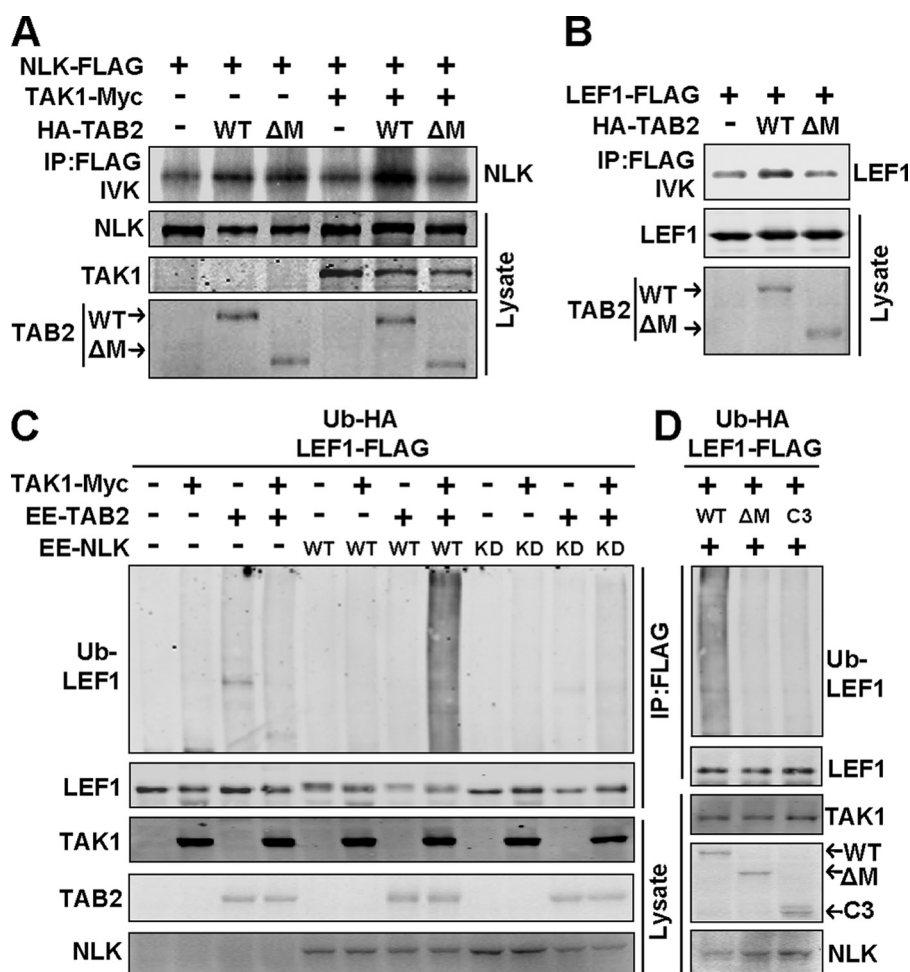 A
NLK-FLAG + + + + + +
TAK1-Myc - - - + + +
HA-TAB2 - WT ΔM - WT ΔM
IP:FLAG
IVK
NLK
NLK
TAK1
TAB2
WT→
ΔM→
Lysate
B
LEF1-FLAG + + +
HA-TAB2 - WT ΔM
IP:FLAG
IVK
LEF1
LEF1
TAB2
WT→
ΔM→
Lysate
C
Ub-HA
LEF1-FLAG
TAK1-Myc - + - + - + - + - + - +
EE-TAB2 - - + + - - + + - - + +
EE-NLK - - - - WT WT WT WT KD KD KD KD
Ub-
LEF1
LEF1
IP:FLAG
TAK1
TAB2
NLK
Lysate
D
Ub-HA
LEF1-FLAG
+ + +
WT ΔM C3
+ + +
Ub-
LEF1
LEF1
TAK1
←WT
←ΔM
←C3
NLK